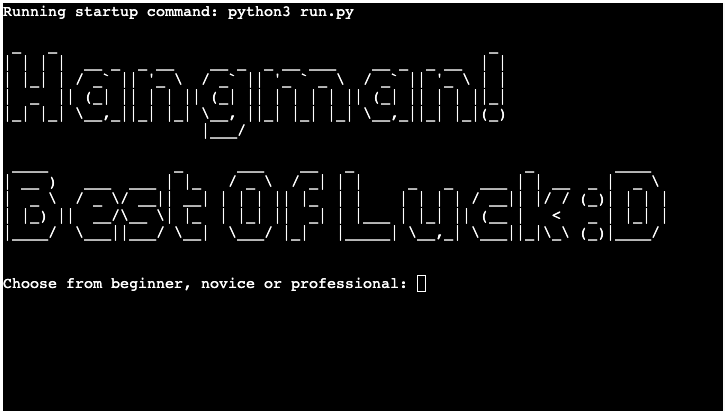 Running startup command: python3 run.py
Hangman!
Best Of Luck :D
Choose from beginner, novice or professional: